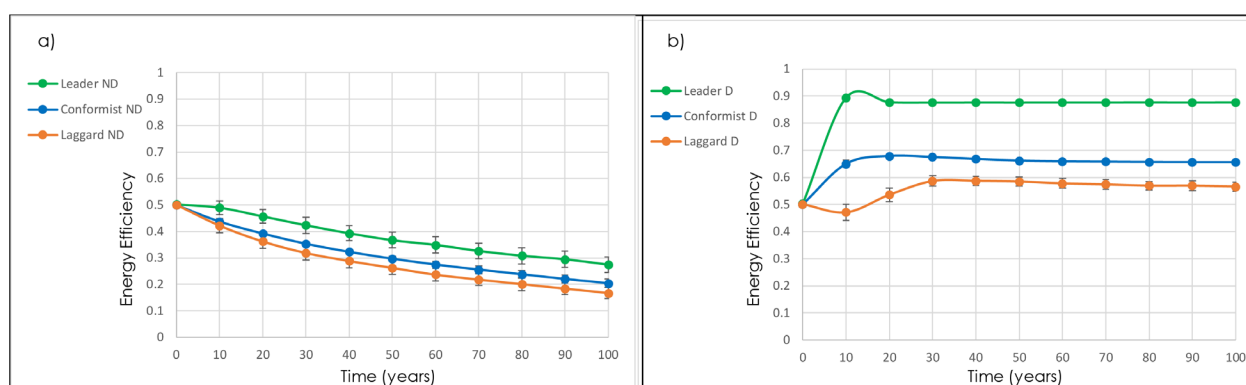 a)
Leader ND
Conformist ND
Laggard ND
Energy Efficiency
1
0.9
0.8
0.7
0.6
0.5
0.4
0.3
0.2
0.1
0
0 10 20 30 40 50 60 70 80 90 100
Time (years)
b)
Leader D
Conformist D
Laggard D
Energy Efficiency
1
0.9
0.8
0.7
0.6
0.5
0.4
0.3
0.2
0.1
0
0 10 20 30 40 50 60 70 80 90 100
Time (years)